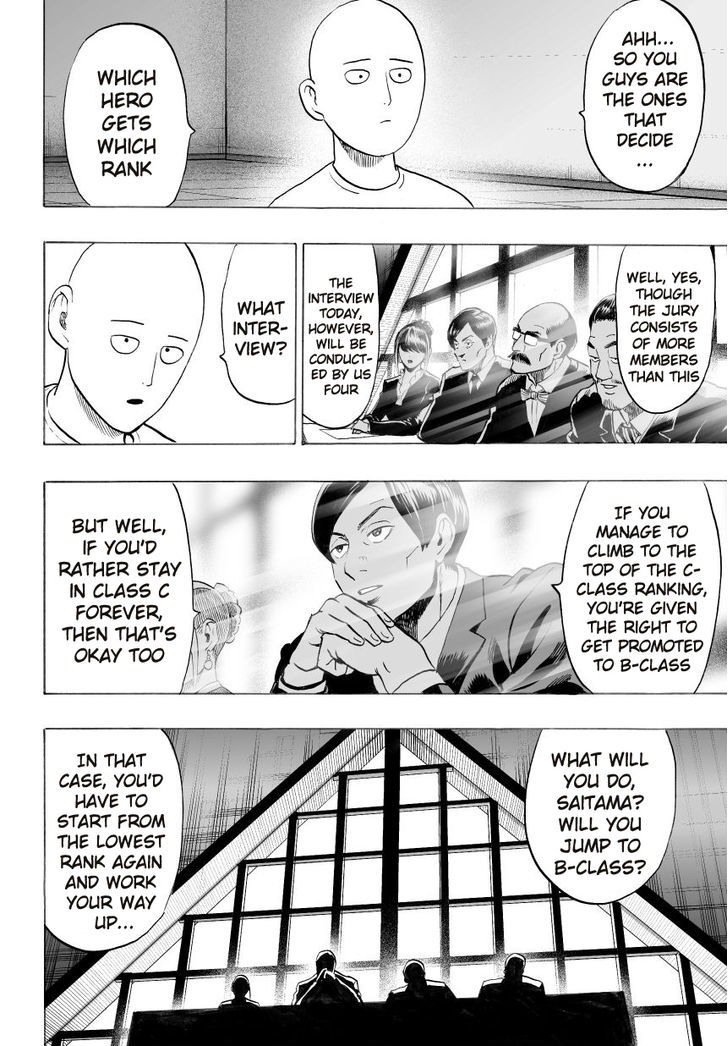 AHH...
SO YOU
GUYS ARE
THE ONES
THAT
DECIDE
...
WHICH
HERO
GETS
WHICH
RANK
WELL, YES,
THOUGH
THE JURY
CONSISTS
OF MORE
MEMBERS
THAN THIS
THE
INTERVIEW
TODAY,
HOWEVER,
WILL BE
CONDUCT-
ED BY US
FOUR
WHAT
INTER-
VIEW?
IF YOU
MANAGE TO
CLIMB TO THE
TOP OF THE C-
CLASS RANKING,
YOU'RE GIVEN
THE RIGHT TO
GET PROMOTED
TO B-CLASS
BUT WELL,
IF YOU'D
RATHER STAY
IN CLASS C
FOREVER,
THEN THAT'S
OKAY TOO
WHAT WILL
YOU DO,
SAITAMA?
WILL YOU
JUMP TO
B-CLASS?
IN THAT
CASE, YOU'D
HAVE TO
START FROM
THE LOWEST
RANK AGAIN
AND WORK
YOUR WAY
UP...